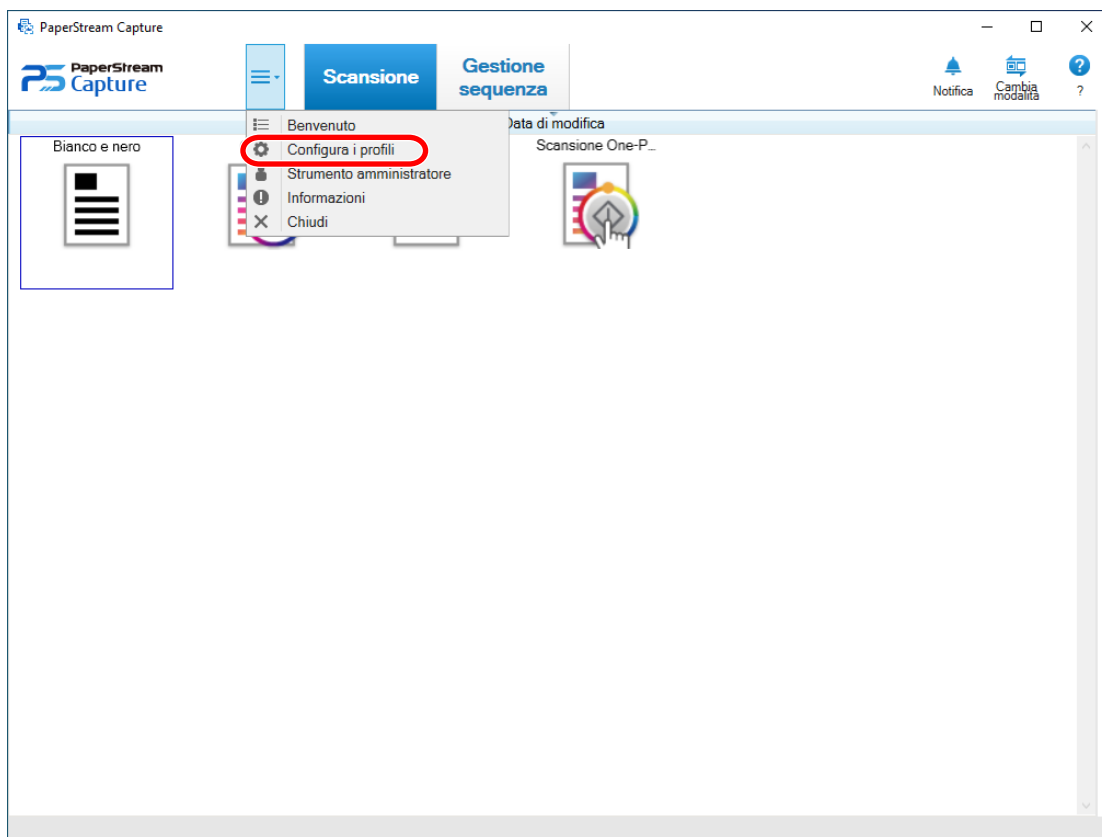 PaperStream Capture
PaperStream
Capture
Scansione
Gestione
sequenza
Notifica
Cambia
modalità
?
Data di modifica
Benvenuto
Configura i profili
Strumento amministratore
Informazioni
Chiudi
Bianco e nero
Scansione One-P...